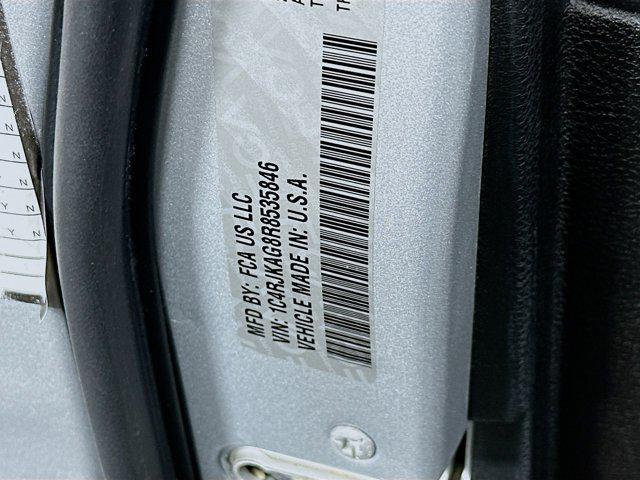 MFD BY: FCA US LLC
VIN: 1C4RJKAG8R8535846
VEHICLE MADE IN: U.S.A.